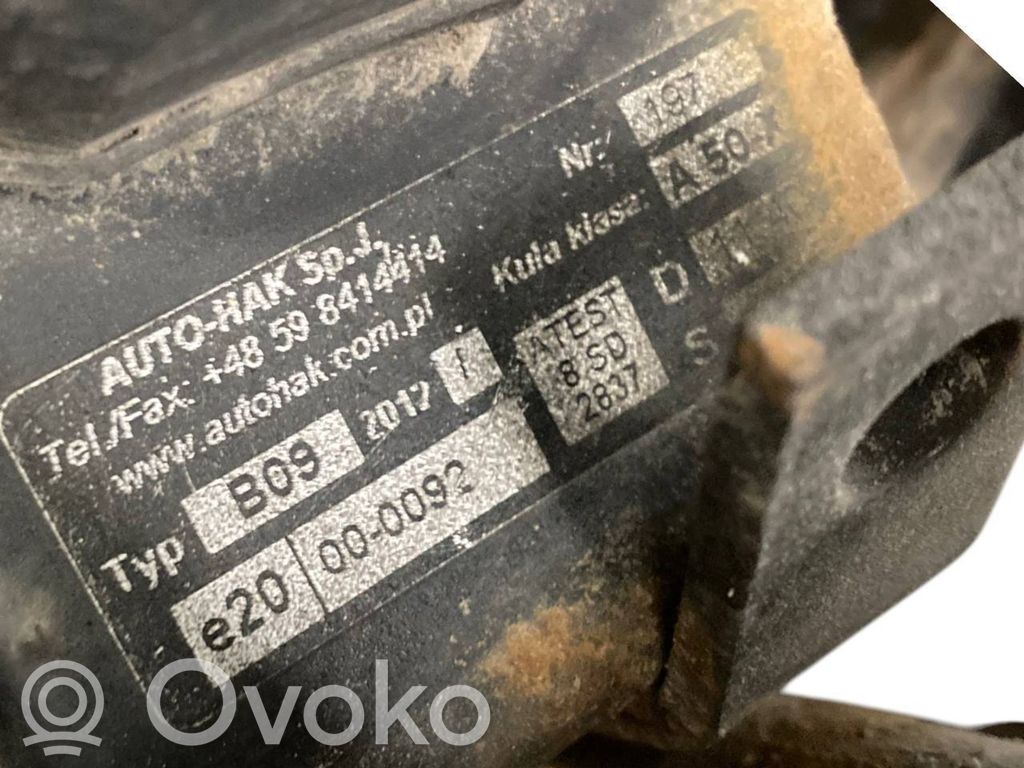 AUTO-HAK Sp.J.
Tel./Fax. +48 59 8414414
www.autohak.com.pl
Typ B09 2017 I
e20 00-0092
Nr: 197
Kula klasa: A 50-
ATEST
8 SD
2837
D
S
Ovoko